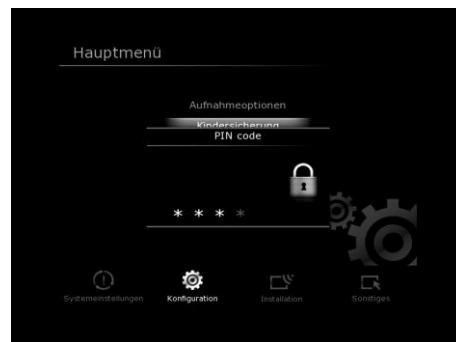 Hauptmenü
Aufnahmeoptionen
Kindersicherung
PIN code
* * * *
Systemeinstellungen Konfiguration Installation Sonstiges